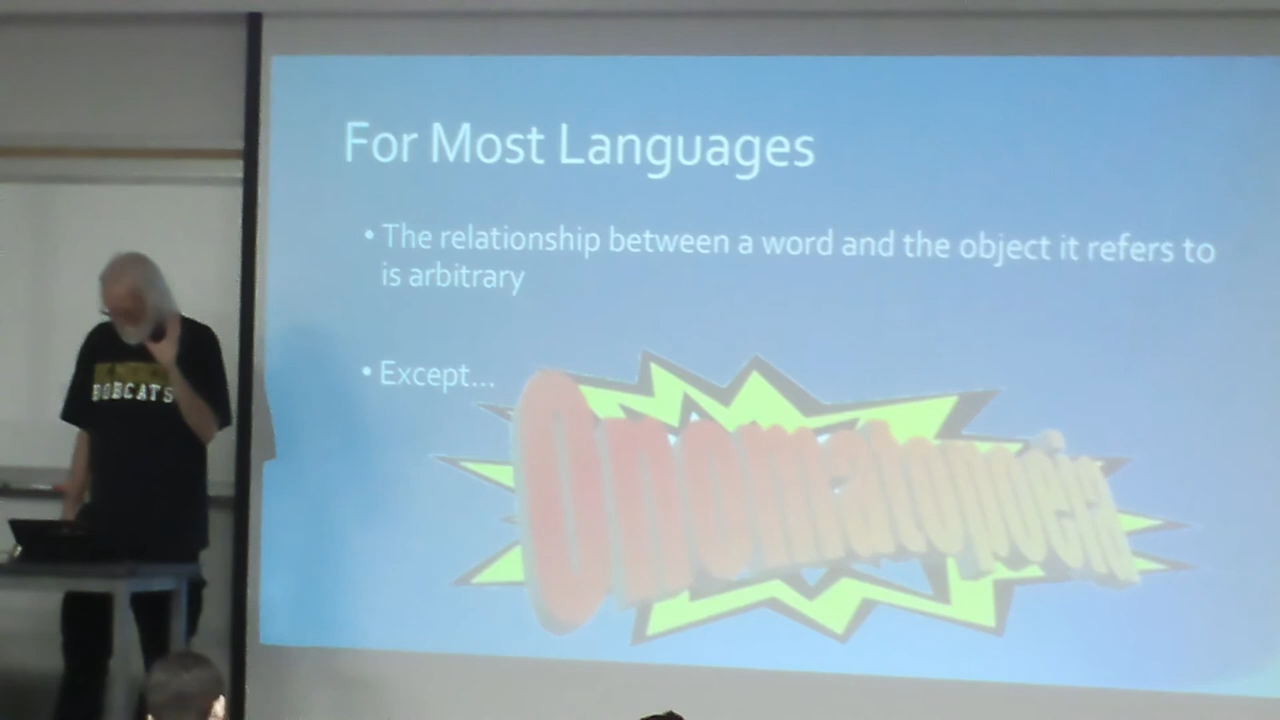 For Most Languages
• The relationship between a word and the object it refers to
is arbitrary
• Except...
Onomatopoeia
BOBCATS